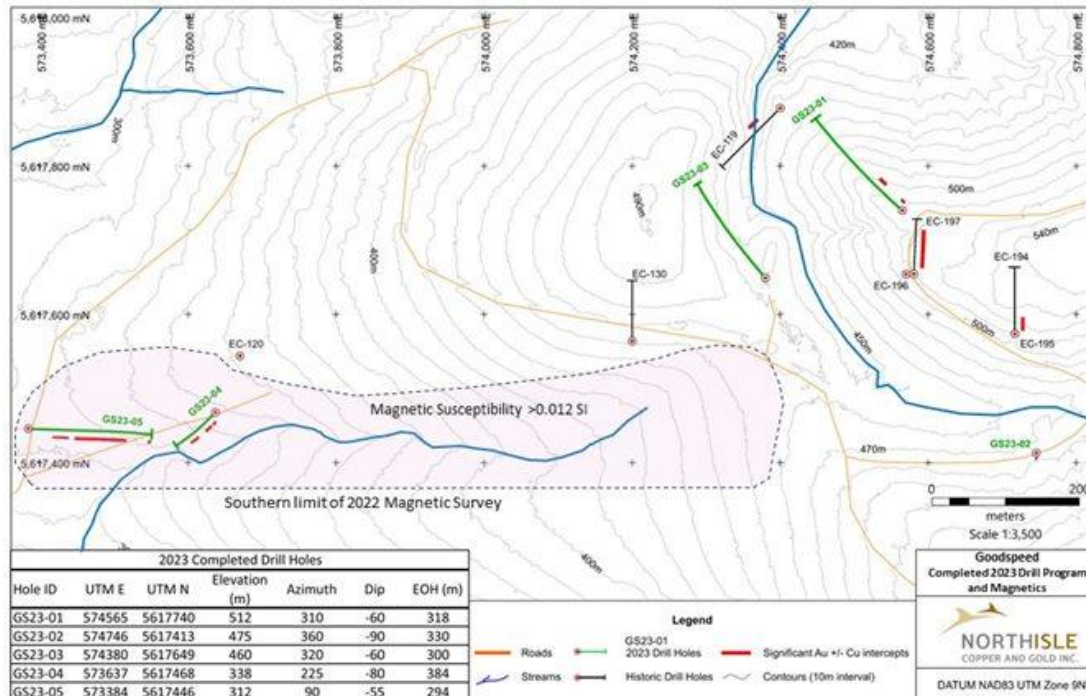 5,618,000 mN
573,400 mE
573,600 mE
573,800 mE
574,000 mE
574,200 mE
574,400 mE
574,600 mE
574,800 mE
420m
300m
GS23-01
EC-119
5,617,800 mN
GS23-03
500m
490m
EC-197
540m
400m
EC-194
EC-130
EC-196
5,617,600 mN
500m
EC-195
450m
EC-120
GS23-04
Magnetic Susceptibility >0.012 SI
GS23-05
GS23-02
470m
5,617,400 mN
0 200
Southern limit of 2022 Magnetic Survey
meters
Scale 1:3,500
400m
2023 Completed Drill Holes
Hole ID UTM E UTM N Elevation (m) Azimuth Dip EOH (m)
GS23-01 574565 5617740 512 310 -60 318
GS23-02 574746 5617413 475 360 -90 330
GS23-03 574380 5617649 460 320 -60 300
GS23-04 573637 5617468 338 225 -80 384
GS23-05 573384 5617446 312 90 -55 294
Legend
Roads
GS23-01
2023 Drill Holes
Significant Au +/- Cu intercepts
Streams
Historic Drill Holes
Contours (10m interval)
Goodspeed
Completed 2023 Drill Program
and Magnetics
NORTHISLE
COPPER AND GOLD INC.
DATUM NAD83 UTM Zone 9N